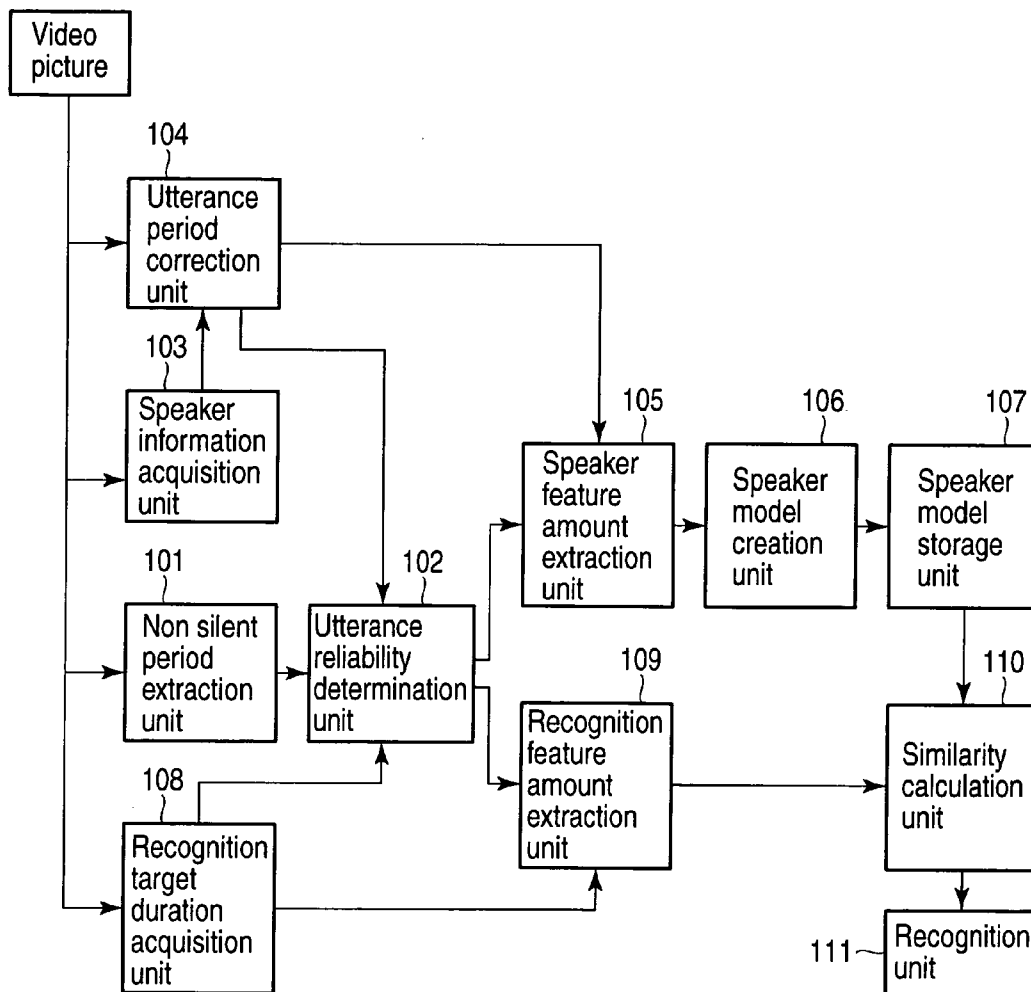 Video
picture
104
Utterance
period
correction
unit
103
Speaker
information
acquisition
unit
105
Speaker
feature
amount
extraction
unit
106
Speaker
model
creation
unit
107
Speaker
model
storage
unit
101
Non silent
period
extraction
unit
102
Utterance
reliability
determination
unit
109
Recognition
feature
amount
extraction
unit
110
Similarity
calculation
unit
108
Recognition
target
duration
acquisition
unit
111
Recognition
unit